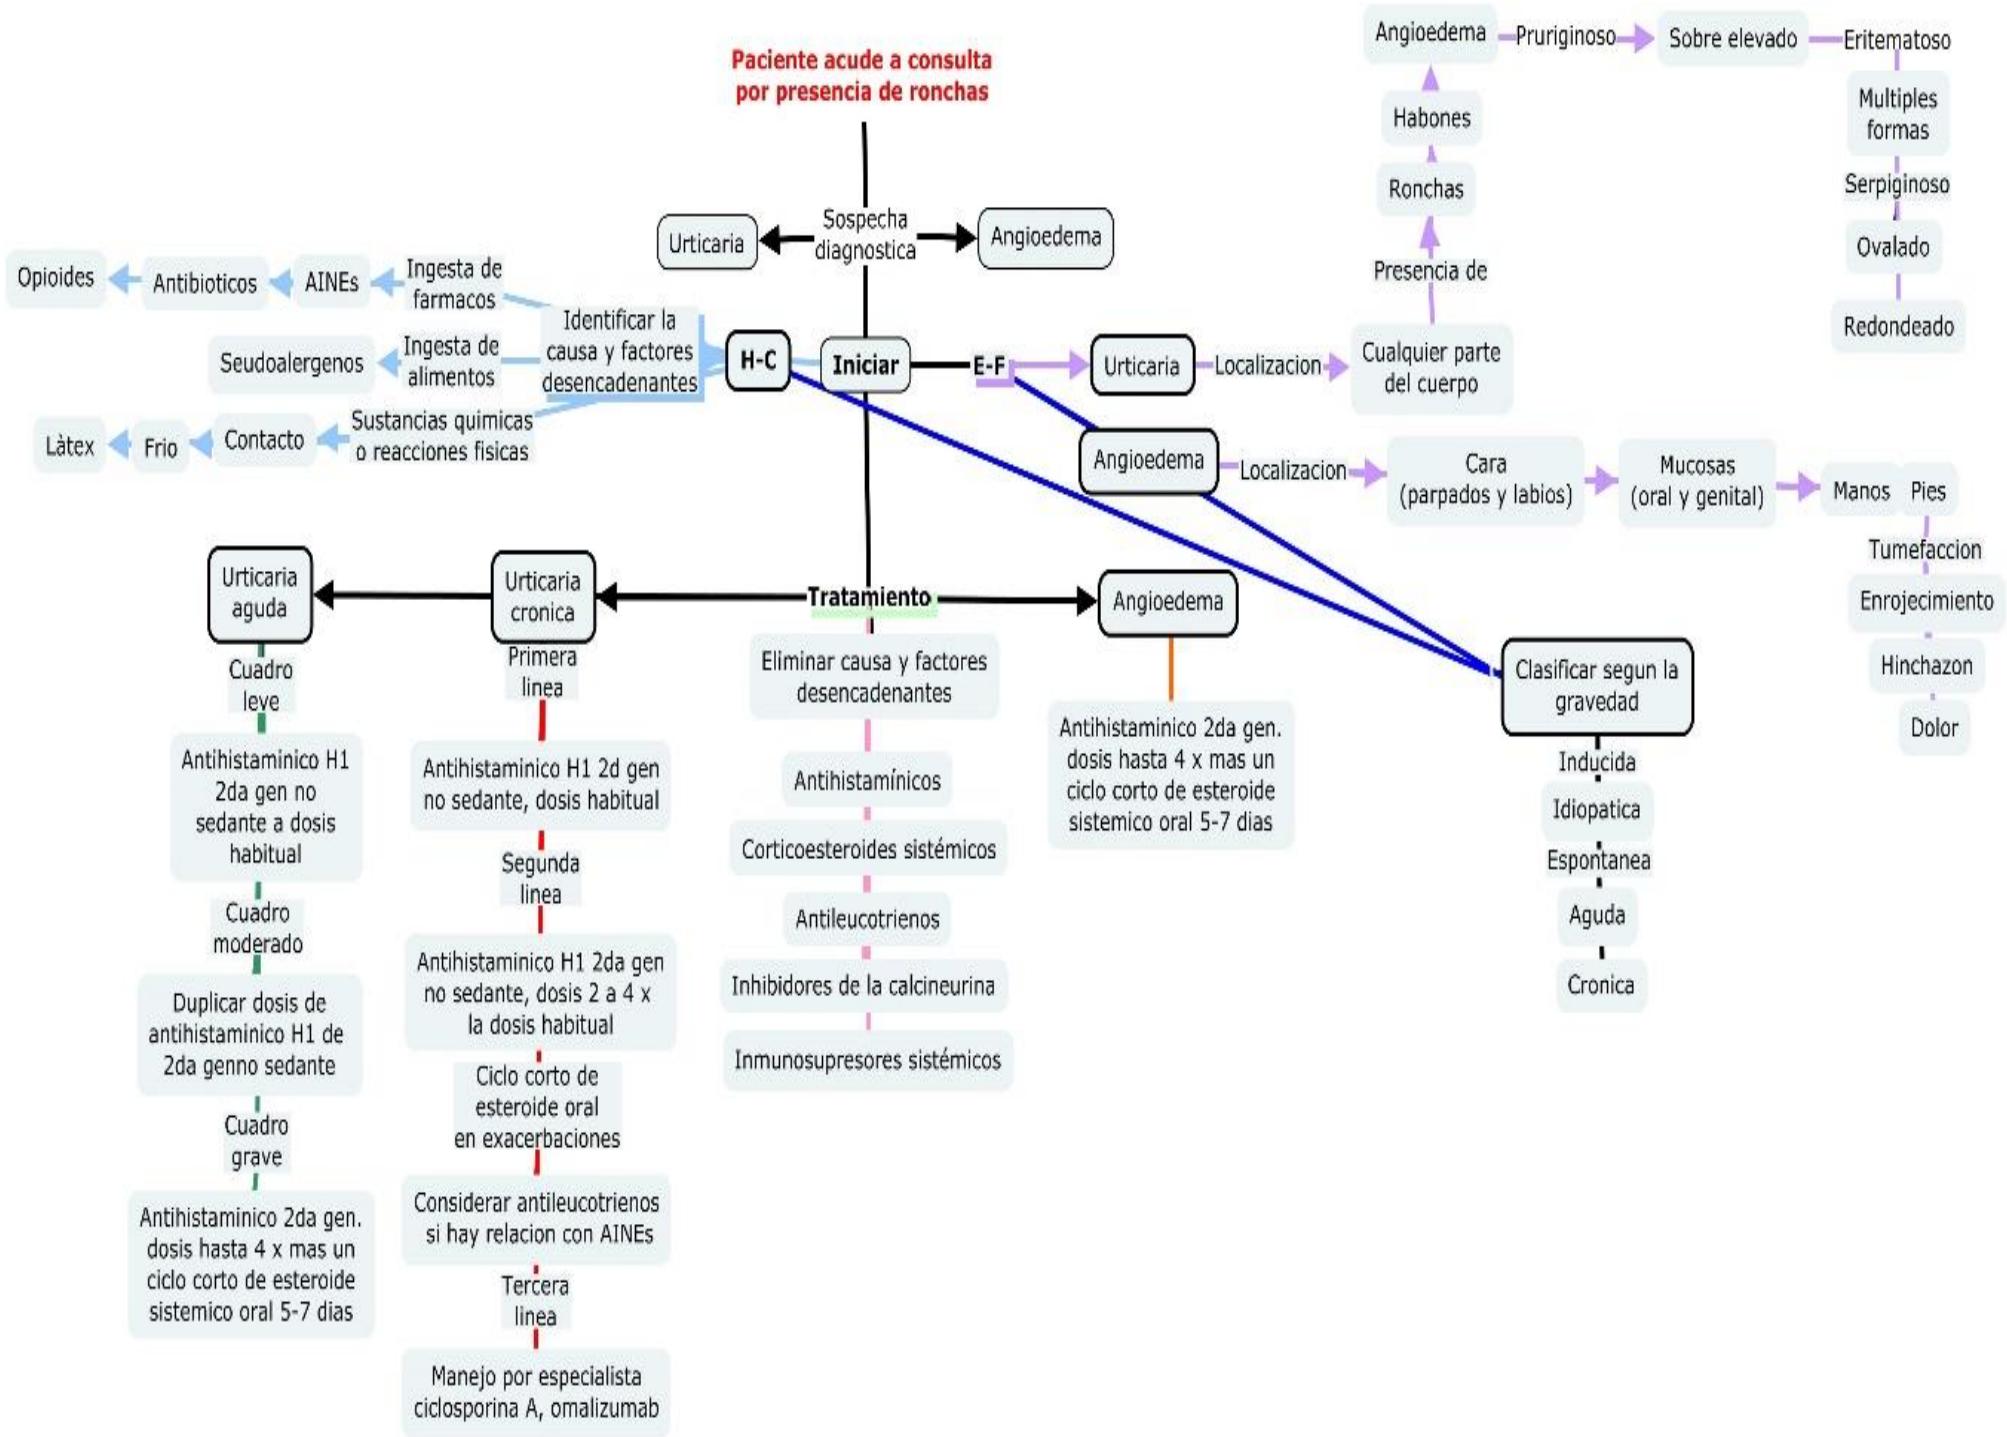 Paciente acude a consulta
por presencia de ronchas
Sospecha
diagnostica
Urticaria
Angioedema
Iniciar
H-C
Identificar la
causa y factores
desencadenantes
Ingesta de
farmacos
AINEs
Antibioticos
Opioides
Ingesta de
alimentos
Seudoalergenos
Sustancias quimicas
o reacciones fisicas
Contacto
Frio
Làtex
E-F
Urticaria
Localizacion
Cualquier parte
del cuerpo
Presencia de
Ronchas
Habones
Angioedema
Pruriginoso
Sobre elevado
Eritematoso
Multiples
formas
Serpiginoso
Ovalado
Redondeado
Angioedema
Localizacion
Cara
(parpados y labios)
Mucosas
(oral y genital)
Manos
Pies
Tumefaccion
Enrojecimiento
Hinchazon
Dolor
Clasificar segun la
gravedad
Inducida
Idiopatica
Espontanea
Aguda
Cronica
Tratamiento
Urticaria
aguda
Cuadro
leve
Antihistaminico H1
2da gen no
sedante a dosis
habitual
Cuadro
moderado
Duplicar dosis de
antihistaminico H1 de
2da genno sedante
Cuadro
grave
Antihistaminico 2da gen.
dosis hasta 4 x mas un
ciclo corto de esteroide
sistemico oral 5-7 dias
Urticaria
cronica
Primera
linea
Antihistaminico H1 2d gen
no sedante, dosis habitual
Segunda
linea
Antihistaminico H1 2da gen
no sedante, dosis 2 a 4 x
la dosis habitual
Ciclo corto de
esteroide oral
en exacerbaciones
Considerar antileucotrienos
si hay relacion con AINEs
Tercera
linea
Manejo por especialista
ciclosporina A, omalizumab
Eliminar causa y factores
desencadenantes
Antihistamínicos
Corticoesteroides sistémicos
Antileucotrienos
Inhibidores de la calcineurina
Inmunosupresores sistémicos
Angioedema
Antihistaminico 2da gen.
dosis hasta 4 x mas un
ciclo corto de esteroide
sistemico oral 5-7 dias